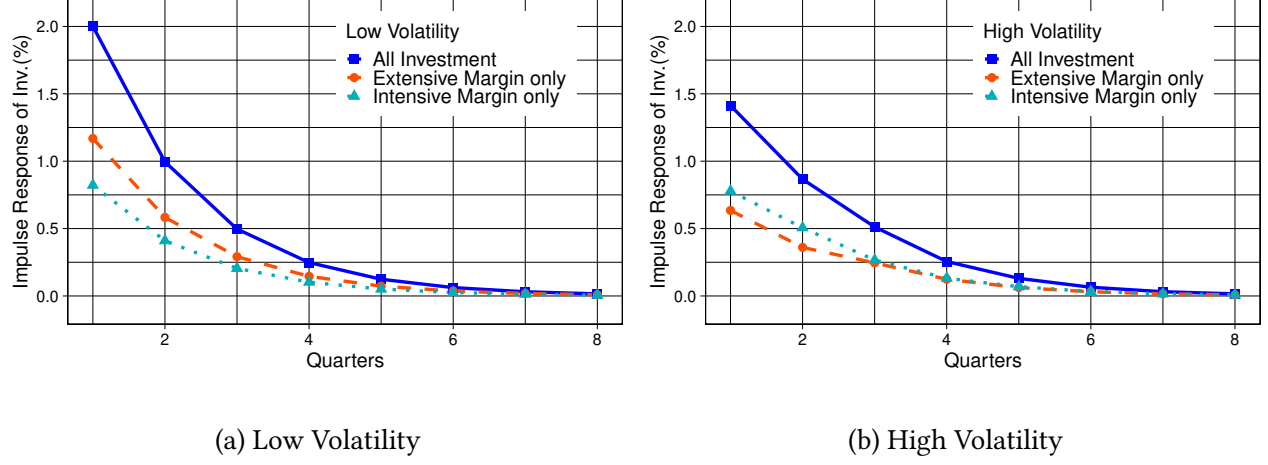 Impulse Response of Inv.(%)
2.0
1.5
1.0
0.5
0.0
Low Volatility
All Investment
Extensive Margin only
Intensive Margin only
2
4
6
8
Quarters
(a) Low Volatility
Impulse Response of Inv.(%)
2.0
1.5
1.0
0.5
0.0
High Volatility
All Investment
Extensive Margin only
Intensive Margin only
2
4
6
8
Quarters
(b) High Volatility